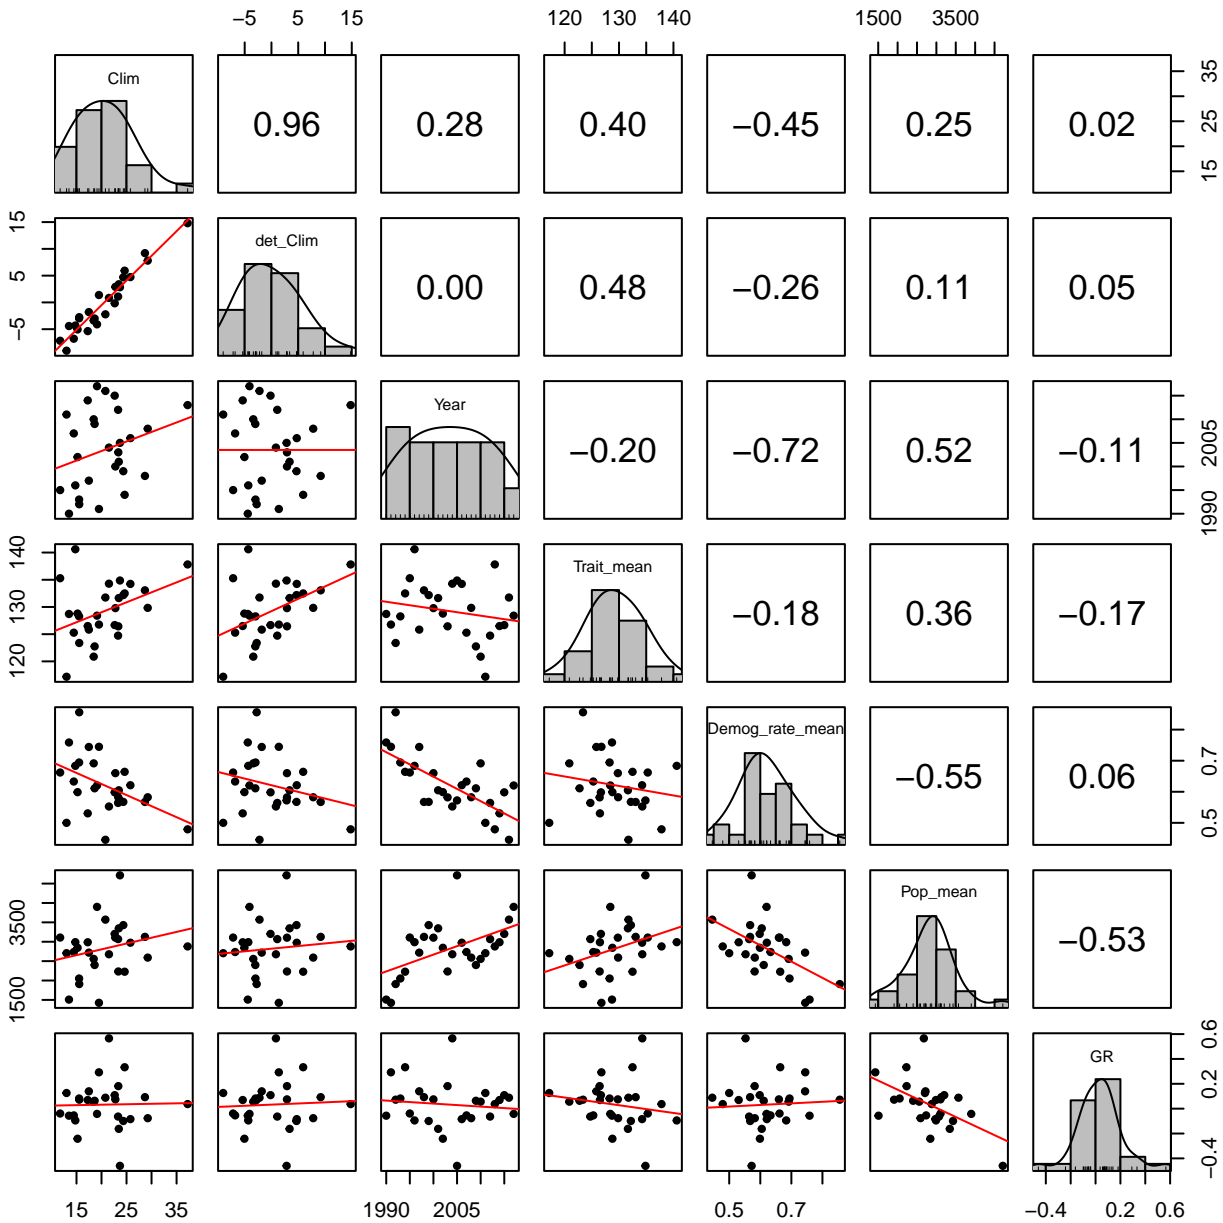 −5 5 15 120 130 140 1500 3500
Clim
0.96 0.28 0.40 −0.45 0.25 0.02
15 25 35
−5 5 15
det_Clim
0.00 0.48 −0.26 0.11 0.05
Year
−0.20 −0.72 0.52 −0.11
1990 2005
120 130 140
Trait_mean
−0.18 0.36 −0.17
Demog_rate_mean
−0.55 0.06
0.5 0.7
1500 3500
Pop_mean
−0.53
GR
−0.4 0.2 0.6
15 25 35 1990 2005 0.5 0.7 −0.4 0.2 0.6